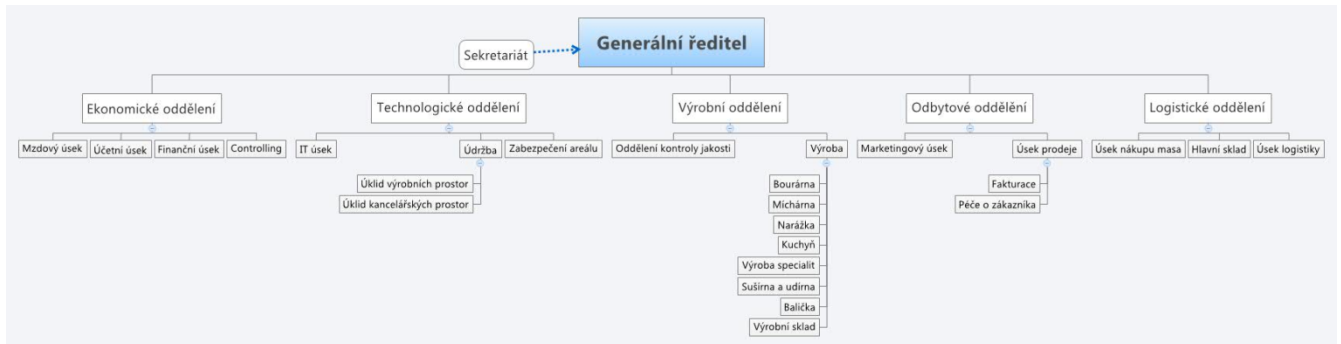 Generální ředitel
Sekretariát
Ekonomické oddělení
Technologické oddělení
Výrobní oddělení
Odbytové oddělění
Logistické oddělení
Mzdový úsek
Účetní úsek
Finanční úsek
Controlling
IT úsek
Údržba
Zabezpečení areálu
Oddělení kontroly jakosti
Výroba
Marketingový úsek
Úsek prodeje
Úsek nákupu masa
Hlavní sklad
Úsek logistiky
Úklid výrobních prostor
Úklid kancelářských prostor
Bourárna
Míchárna
Narážka
Kuchyň
Výroba specialit
Sušírna a udírna
Balička
Výrobní sklad
Fakturace
Péče o zákazníka